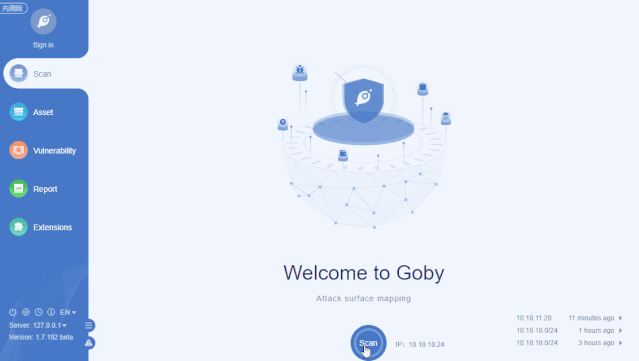 内测版
Sign in
Scan
Asset
Vulnerability
Report
Extensions
EN
Server: 127.0.0.1
Version: 1.7.192 beta
Welcome to Goby
Attack surface mapping
Scan
IP: 10.10.10.24
10.10.11.20 11 minutes ago
10.10.10.0/24 1 hours ago
10.10.10.0/24 3 hours ago